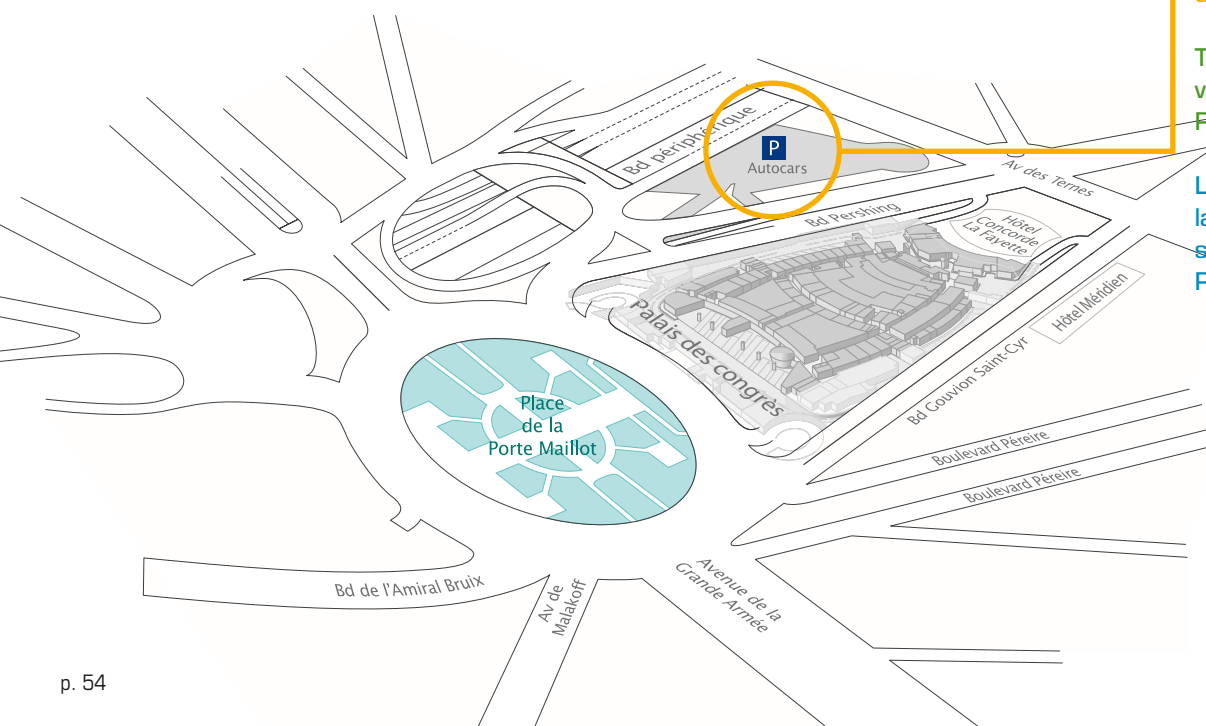 Bd périphérique
P
Autocars
Av des Ternes
Bd Pershing
Hôtel
Concorde
La Fayette
Hôtel Méridien
Palais des congrès
Bd Gouvion Saint-Cyr
Place
de la
Porte Maillot
Boulevard Péreire
Boulevard Péreire
Bd de l'Amiral Bruix
Av de
Malakoff
Avenue de la
Grande Armée
p. 54